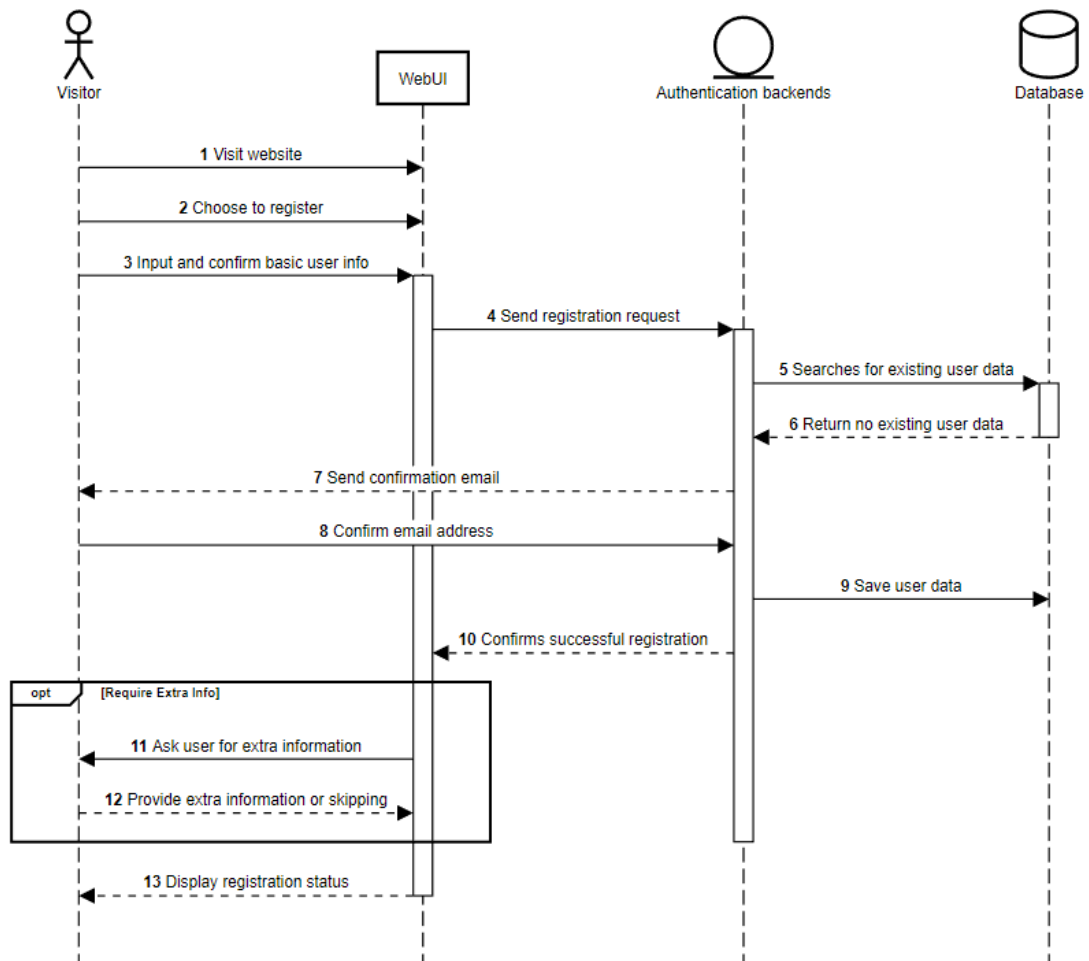 Visitor
WebUI
Authentication backends
Database
1 Visit website
2 Choose to register
3 Input and confirm basic user info
4 Send registration request
5 Searches for existing user data
6 Return no existing user data
7 Send confirmation email
8 Confirm email address
9 Save user data
10 Confirms successful registration
opt [Require Extra Info]
11 Ask user for extra information
12 Provide extra information or skipping
13 Display registration status